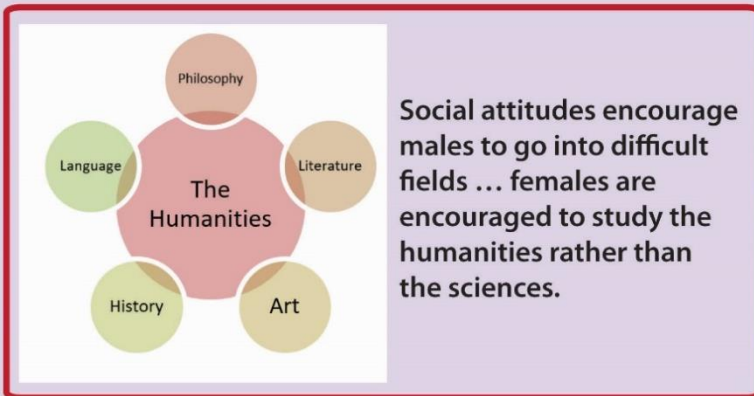 Philosophy
Language
Literature
The
Humanities
History
Art
Social attitudes encourage
males to go into difficult
fields ... females are
encouraged to study the
humanities rather than
the sciences.